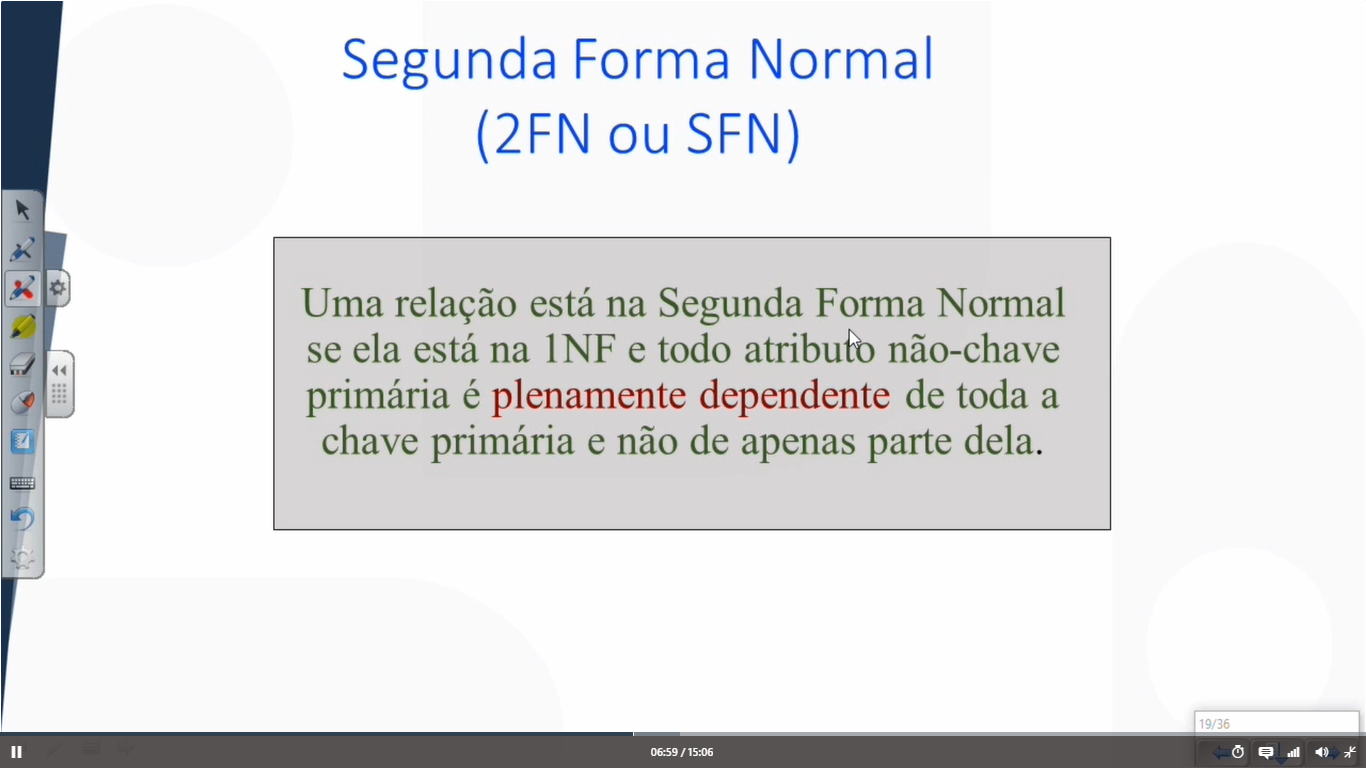 Segunda Forma Normal
(2FN ou SFN)
Uma relação está na Segunda Forma Normal
se ela está na 1NF e todo atributo não-chave
primária é plenamente dependente de toda a
chave primária e não de apenas parte dela.
19/36
06:59 / 15:06